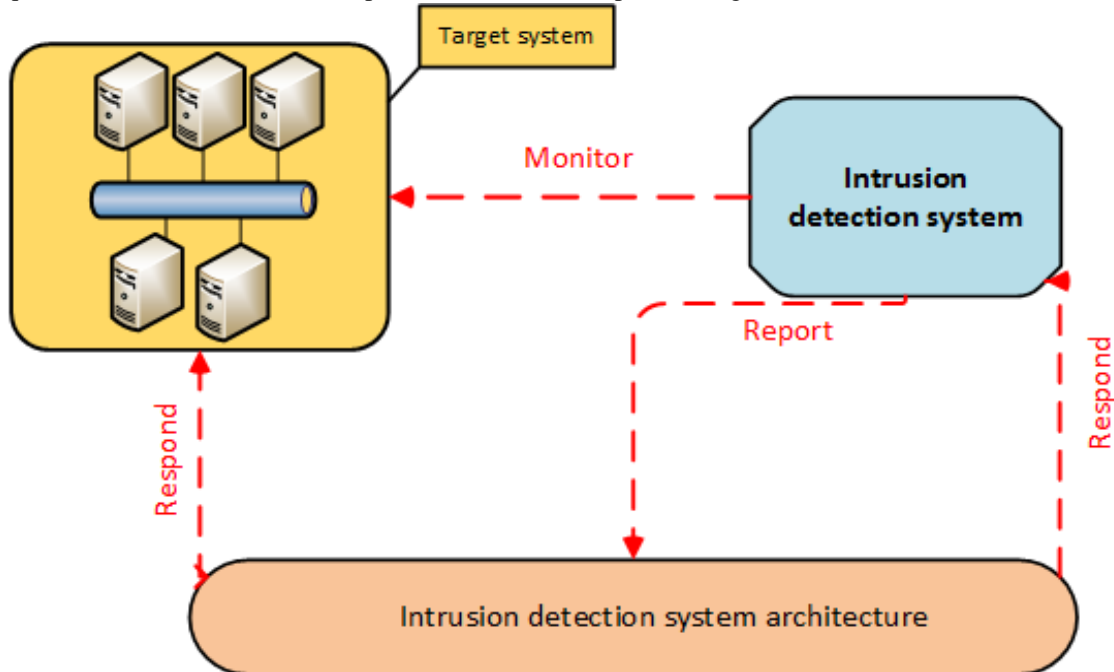 Target system
Monitor
Intrusion
detection system
Report
Respond
Respond
Intrusion detection system architecture